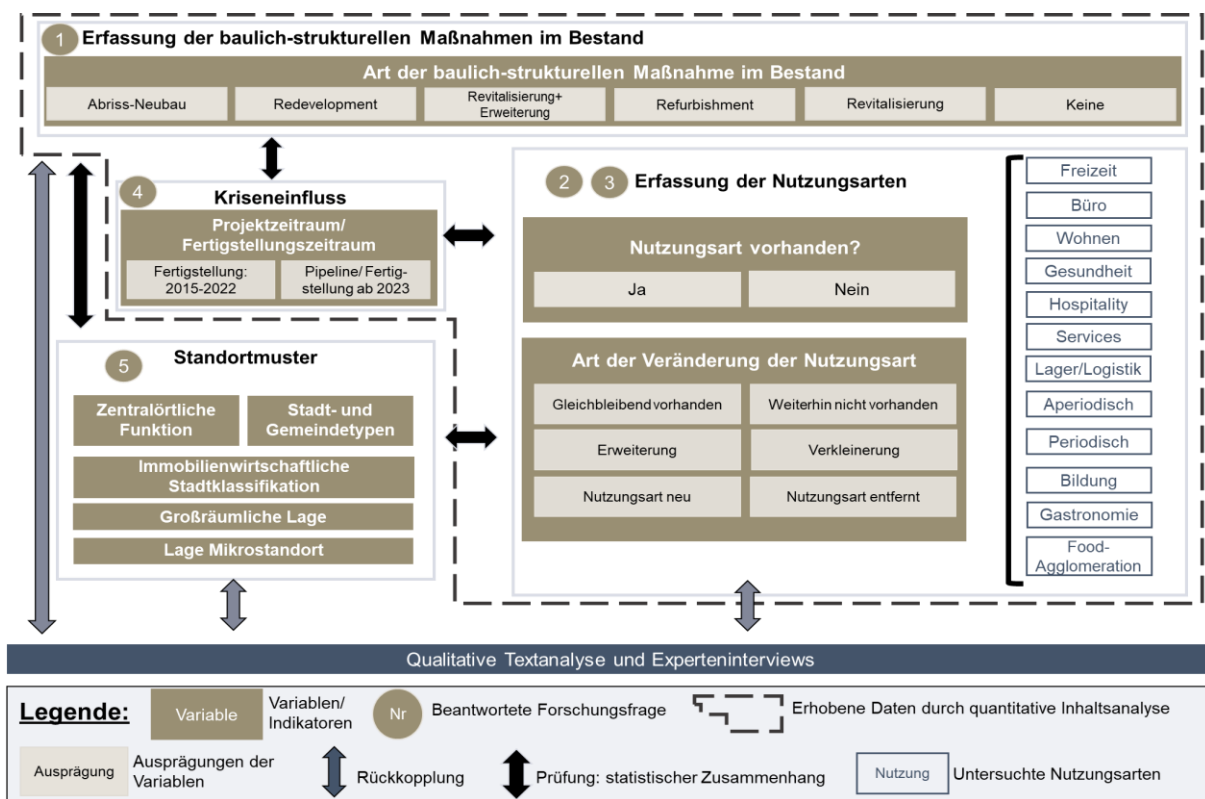 1 Erfassung der baulich-strukturellen Maßnahmen im Bestand
Art der baulich-strukturellen Maßnahme im Bestand
Abriss-Neubau
Redevelopment
Revitalisierung+
Erweiterung
Refurbishment
Revitalisierung
Keine
4
Kriseneinfluss
Projektzeitraum/
Fertigstellungszeitraum
Fertigstellung:
2015-2022
Pipeline/ Fertig-
stellung ab 2023
5
Standortmuster
Zentralörtliche
Funktion
Stadt- und
Gemeindetypen
Immobilienwirtschaftliche
Stadtklassifikation
Großräumliche Lage
Lage Mikrostandort
2 3 Erfassung der Nutzungsarten
Nutzungsart vorhanden?
Ja
Nein
Art der Veränderung der Nutzungsart
Gleichbleibend vorhanden
Weiterhin nicht vorhanden
Erweiterung
Verkleinerung
Nutzungsart neu
Nutzungsart entfernt
Freizeit
Büro
Wohnen
Gesundheit
Hospitality
Services
Lager/Logistik
Aperiodisch
Periodisch
Bildung
Gastronomie
Food-
Agglomeration
Qualitative Textanalyse und Experteninterviews
Legende:
Variable
Variablen/
Indikatoren
Nr
Beantwortete Forschungsfrage
Erhobene Daten durch quantitative Inhaltsanalyse
Ausprägung
Ausprägungen der
Variablen
Rückkopplung
Prüfung: statistischer Zusammenhang
Nutzung
Untersuchte Nutzungsarten